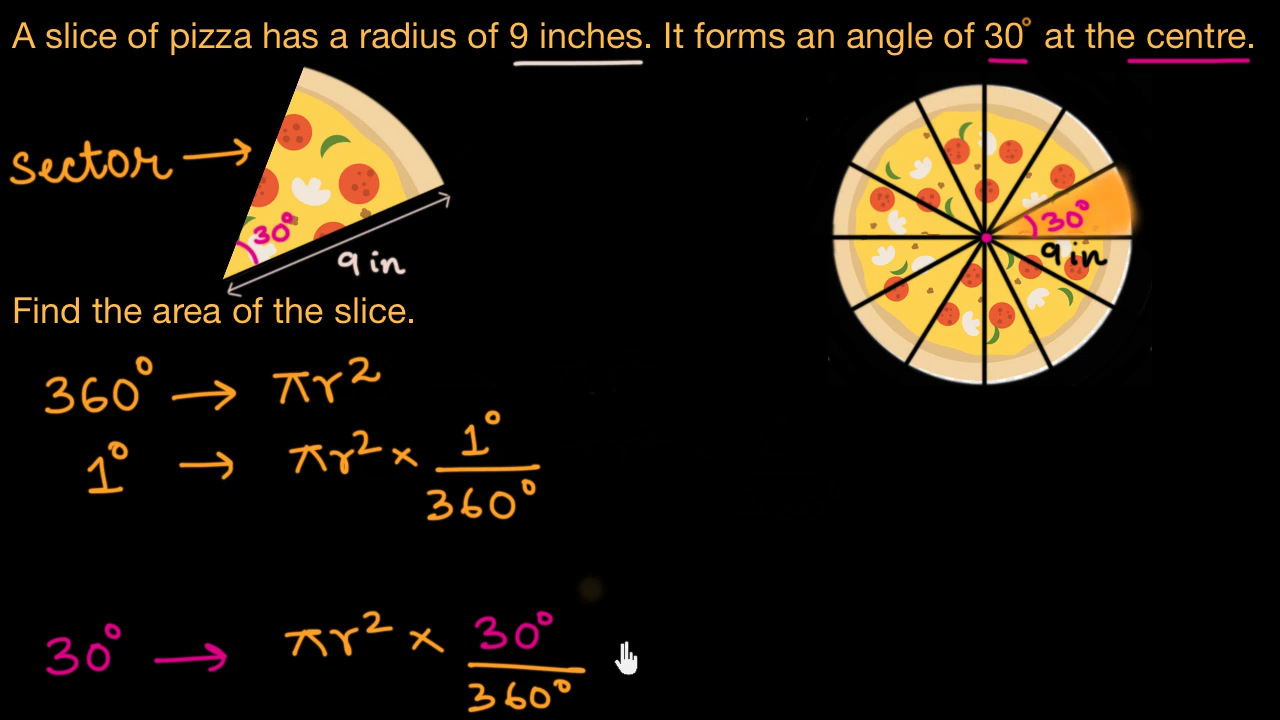 A slice of pizza has a radius of 9 inches. It forms an angle of 30° at the centre.
sector →
30°
9 in
30°
9 in
Find the area of the slice.
360° → πr²
1° → πr² × 1°/360°
30° → πr² × 30°/360°